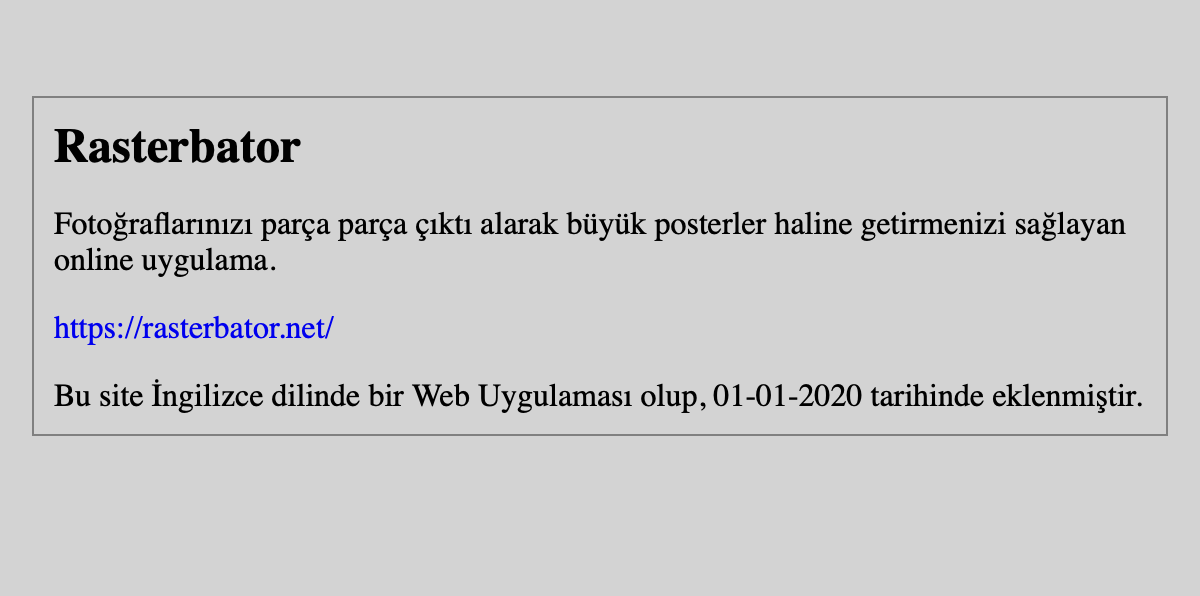 Rasterbator
Fotoğraflarınızı parça parça çıktı alarak büyük posterler haline getirmenizi sağlayan
online uygulama.
https://rasterbator.net/
Bu site İngilizce dilinde bir Web Uygulaması olup, 01-01-2020 tarihinde eklenmiştir.